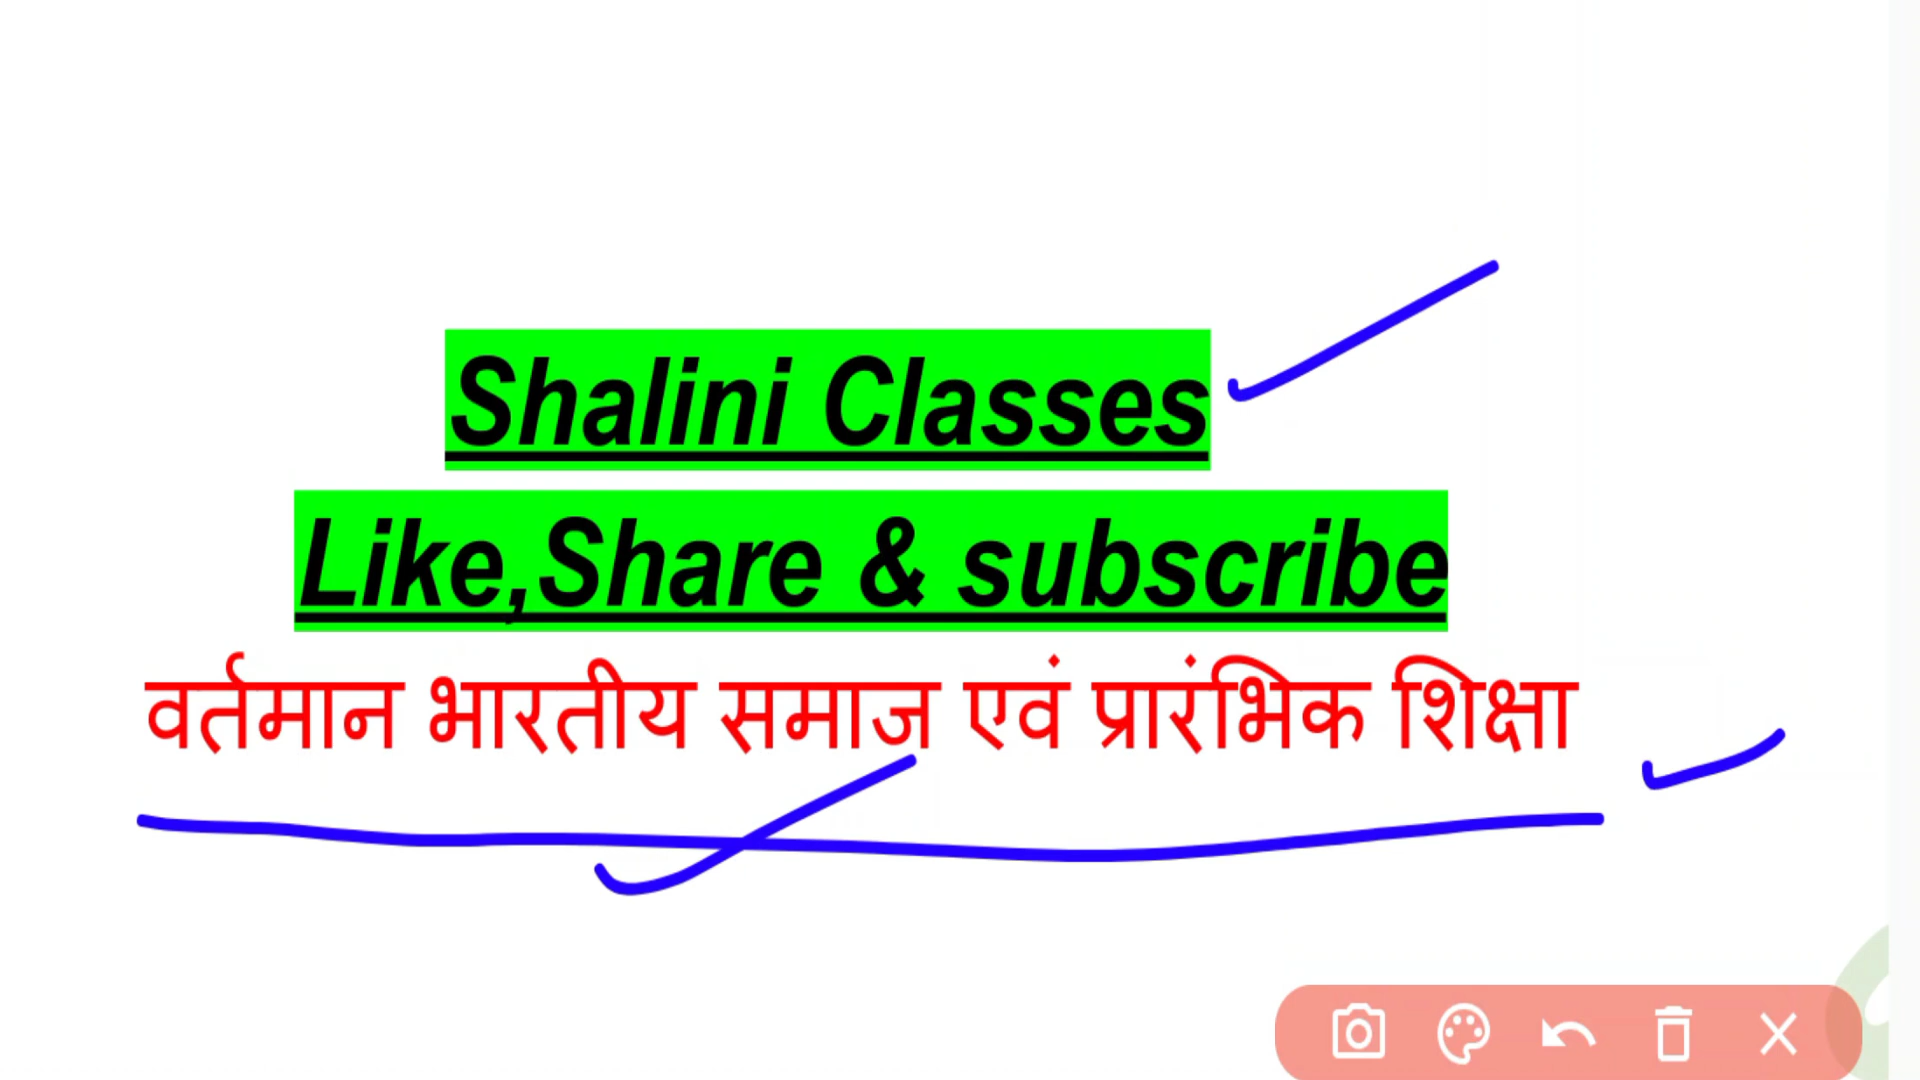 Shalini Classes
Like,Share & subscribe
वर्तमान भारतीय समाज एवं प्रारंभिक शिक्षा